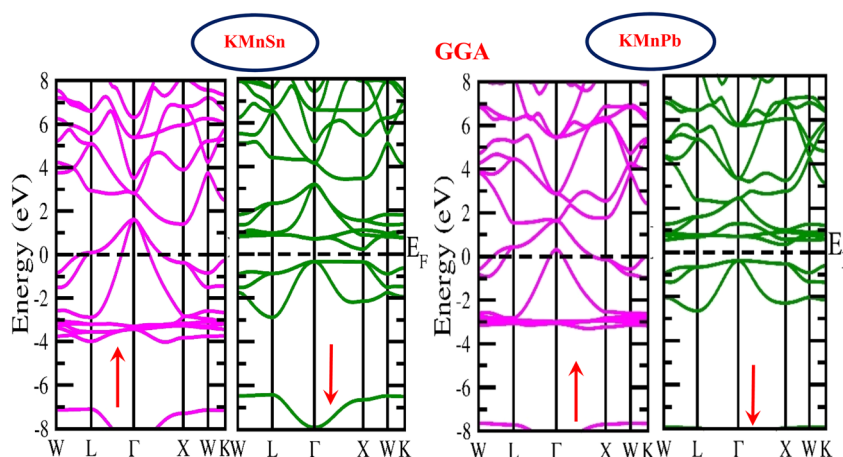 KMnSn
GGA
KMnPb
Energy (eV)
8
6
4
2
0
-2
-4
-6
-8
E_F
W L Γ X W K W L Γ X W K
Energy (eV)
8
6
4
2
0
-2
-4
-6
-8
E
W L Γ X W K W L Γ X W K